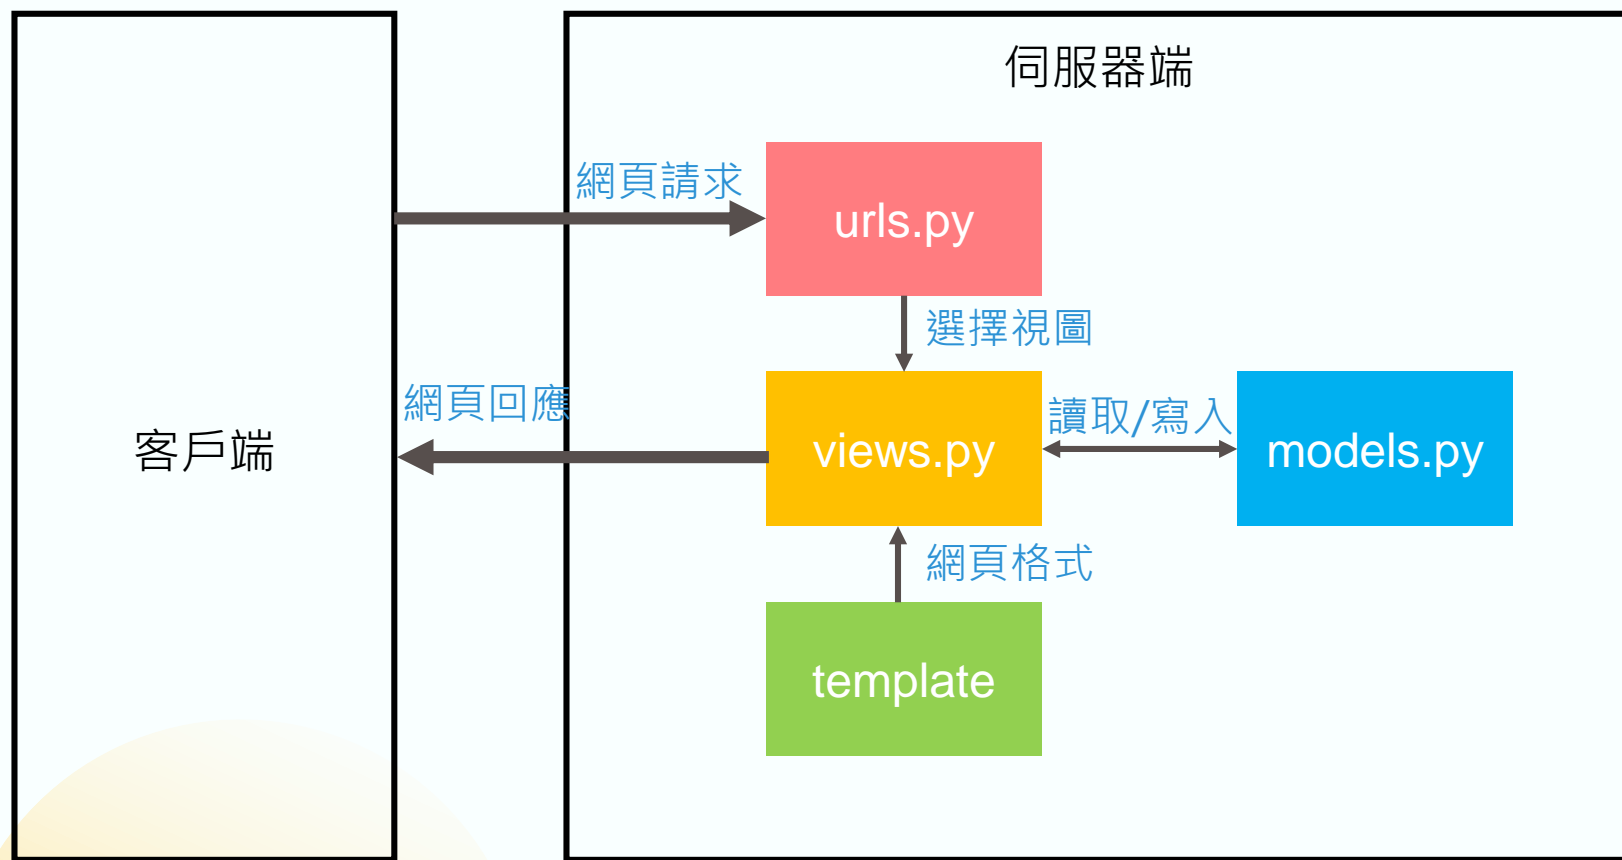 伺服器端
網頁請求
urls.py
選擇視圖
網頁回應
客戶端
views.py
讀取/寫入
models.py
網頁格式
template